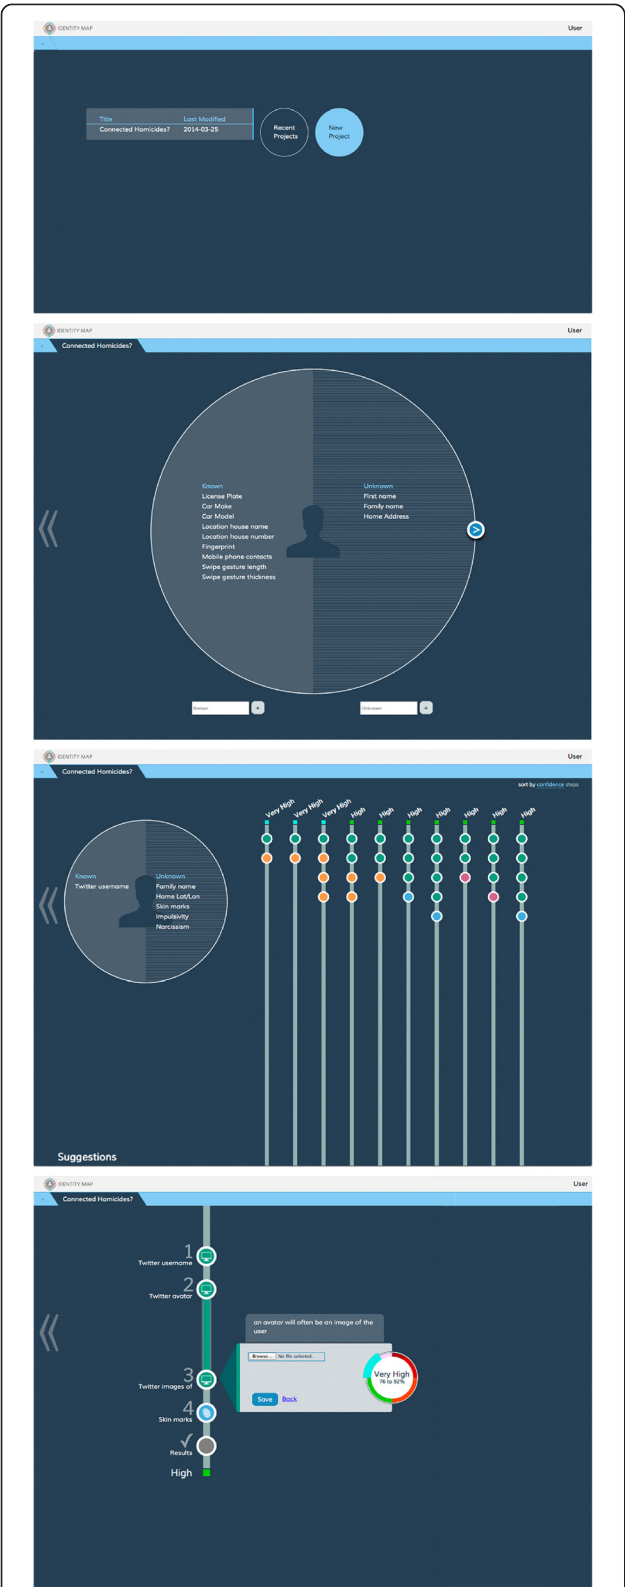 IDENTITY MAP
User
+
Title Last Modified
Connected Homicides? 2014-03-25
Recent
Projects
New
Project
IDENTITY MAP
User
+ Connected Homicides?
Known
License Plate
Car Make
Car Model
Location house name
Location house number
Fingerprint
Mobile phone contacts
Swipe gesture length
Swipe gesture thickness
Unknown
First name
Family name
Home Address
>
Known +
Unknown +
IDENTITY MAP
User
+ Connected Homicides?
sort by confidence steps
Very High
Very High
Very High
High
High
High
High
High
High
High
Known
Twitter username
Unknown
Family name
Home Lat/Lon
Skin marks
Impulsivity
Narcissism
Suggestions
IDENTITY MAP
User
+ Connected Homicides?
1
Twitter username
2
Twitter avatar
an avatar will often be an image of the
user
Browse... No file selected.
Very High
76 to 92%
Save Back
3
Twitter images of
4
Skin marks
✓
Results
High